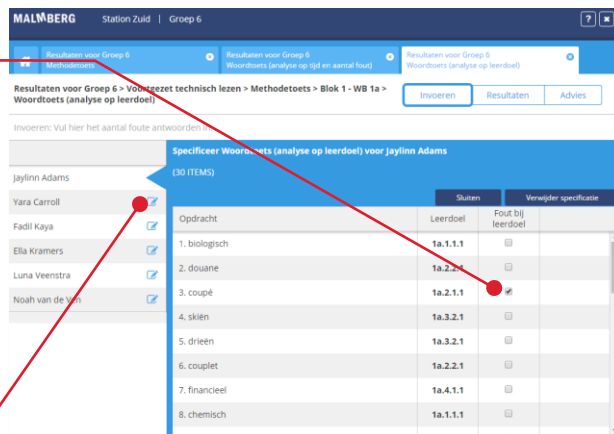 MALMBERG Station Zuid | Groep 6 ? ×
Resultaten voor Groep 6
Methodetoets
Resultaten voor Groep 6
Woordtoets (analyse op tijd en aantal fout)
Resultaten voor Groep 6
Woordtoets (analyse op leerdoel)
Resultaten voor Groep 6 > Voortgezet technisch lezen > Methodetoets > Blok 1 - WB 1a >
Woordtoets (analyse op leerdoel)
Invoeren Resultaten Advies
Invoeren: Vul hier het aantal foute antwoorden in
Specificeer Woordtoets (analyse op leerdoel) voor Jaylinn Adams
(30 ITEMS)
Sluiten Verwijder specificatie
Jaylinn Adams
Yara Carroll
Fadil Kaya
Ella Kramers
Luna Veenstra
Noah van de Ven
Opdracht Leerdoel Fout bij
leerdoel
1. biologisch 1a.1.1.1
2. douane 1a.2.2.1
3. coupé 1a.2.1.1
4. skiën 1a.3.2.1
5. drieën 1a.3.2.1
6. couplet 1a.2.2.1
7. financieel 1a.4.1.1
8. chemisch 1a.1.1.1